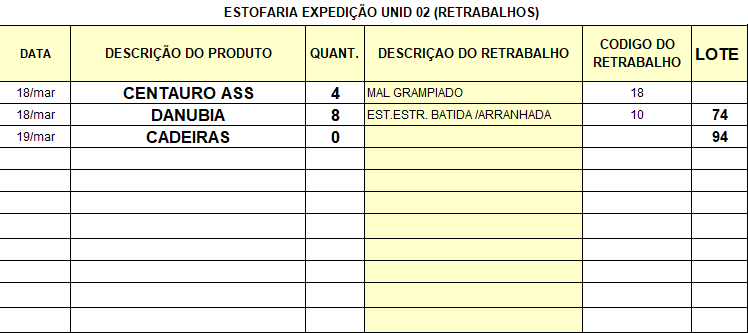 ESTOFARIA EXPEDIÇÃO UNID 02 (RETRABALHOS)
DATA DESCRIÇÃO DO PRODUTO QUANT. DESCRIÇAO DO RETRABALHO CODIGO DO RETRABALHO LOTE
18/mar CENTAURO ASS 4 MAL GRAMPIADO 18
18/mar DANUBIA 8 EST.ESTR. BATIDA /ARRANHADA 10 74
19/mar CADEIRAS 0 94